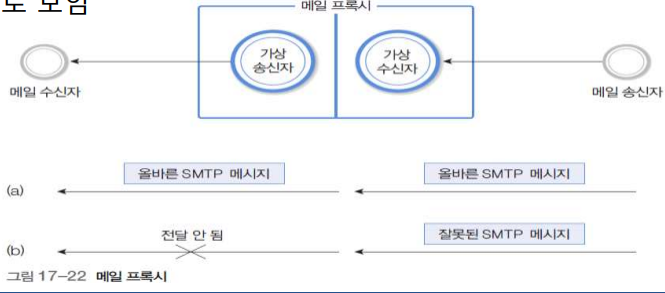 로 보임
메일 프록시
가상
송신자
가상
수신자
메일 수신자
메일 송신자
올바른 SMTP 메시지
올바른 SMTP 메시지
(a)
전달 안 됨
잘못된 SMTP 메시지
(b)
그림 17-22 메일 프록시